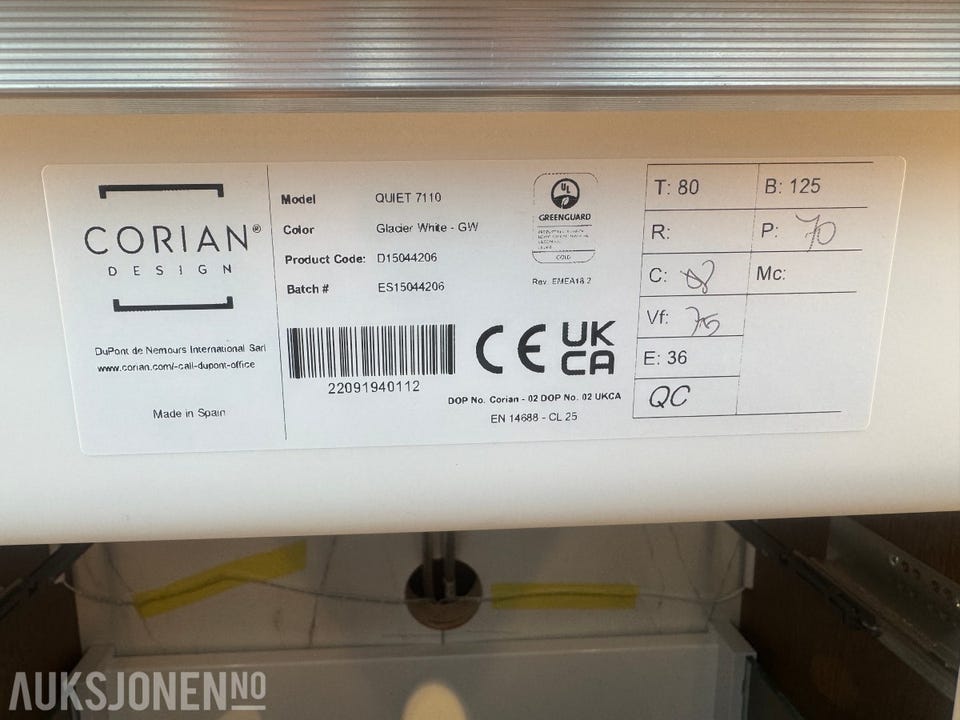 CORIAN®
DESIGN
DuPont de Nemours International Sarl
www.corian.com/-call-dupont-office
Made in Spain
Model QUIET 7110
Color Glacier White - GW
Product Code: D15044206
Batch # ES15044206
22091940112
UL
GREENGUARD
GOLD
Rev. EMEA18.2
CE UK
CA
DOP No. Corian - 02 DOP No. 02 UKCA
EN 14688 - CL 25
T: 80 B: 125
R: P: 70
C: Mc:
Vf:
E: 36
QC
AUKSJONEN NO